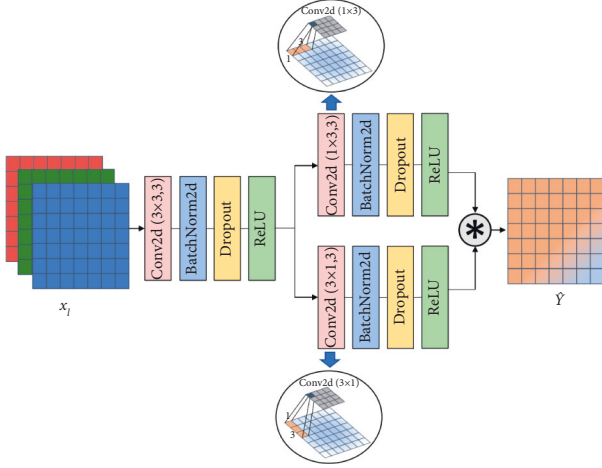 Conv2d (1×3)
3
1
Conv2d (3×3,3)
BatchNorm2d
Dropout
ReLU
Conv2d (1×3,3)
BatchNorm2d
Dropout
ReLU
Conv2d (3×1,3)
BatchNorm2d
Dropout
ReLU
*
x_l
Ŷ
Conv2d (3×1)
1
3